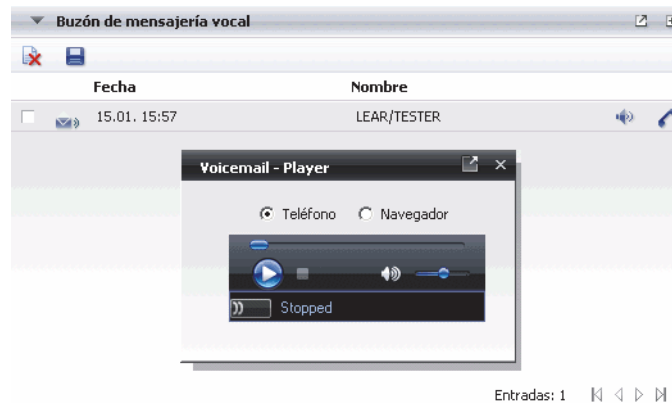 Buzón de mensajería vocal
Fecha Nombre
15.01. 15:57 LEAR/TESTER
Voicemail - Player
Teléfono Navegador
Stopped
Entradas: 1